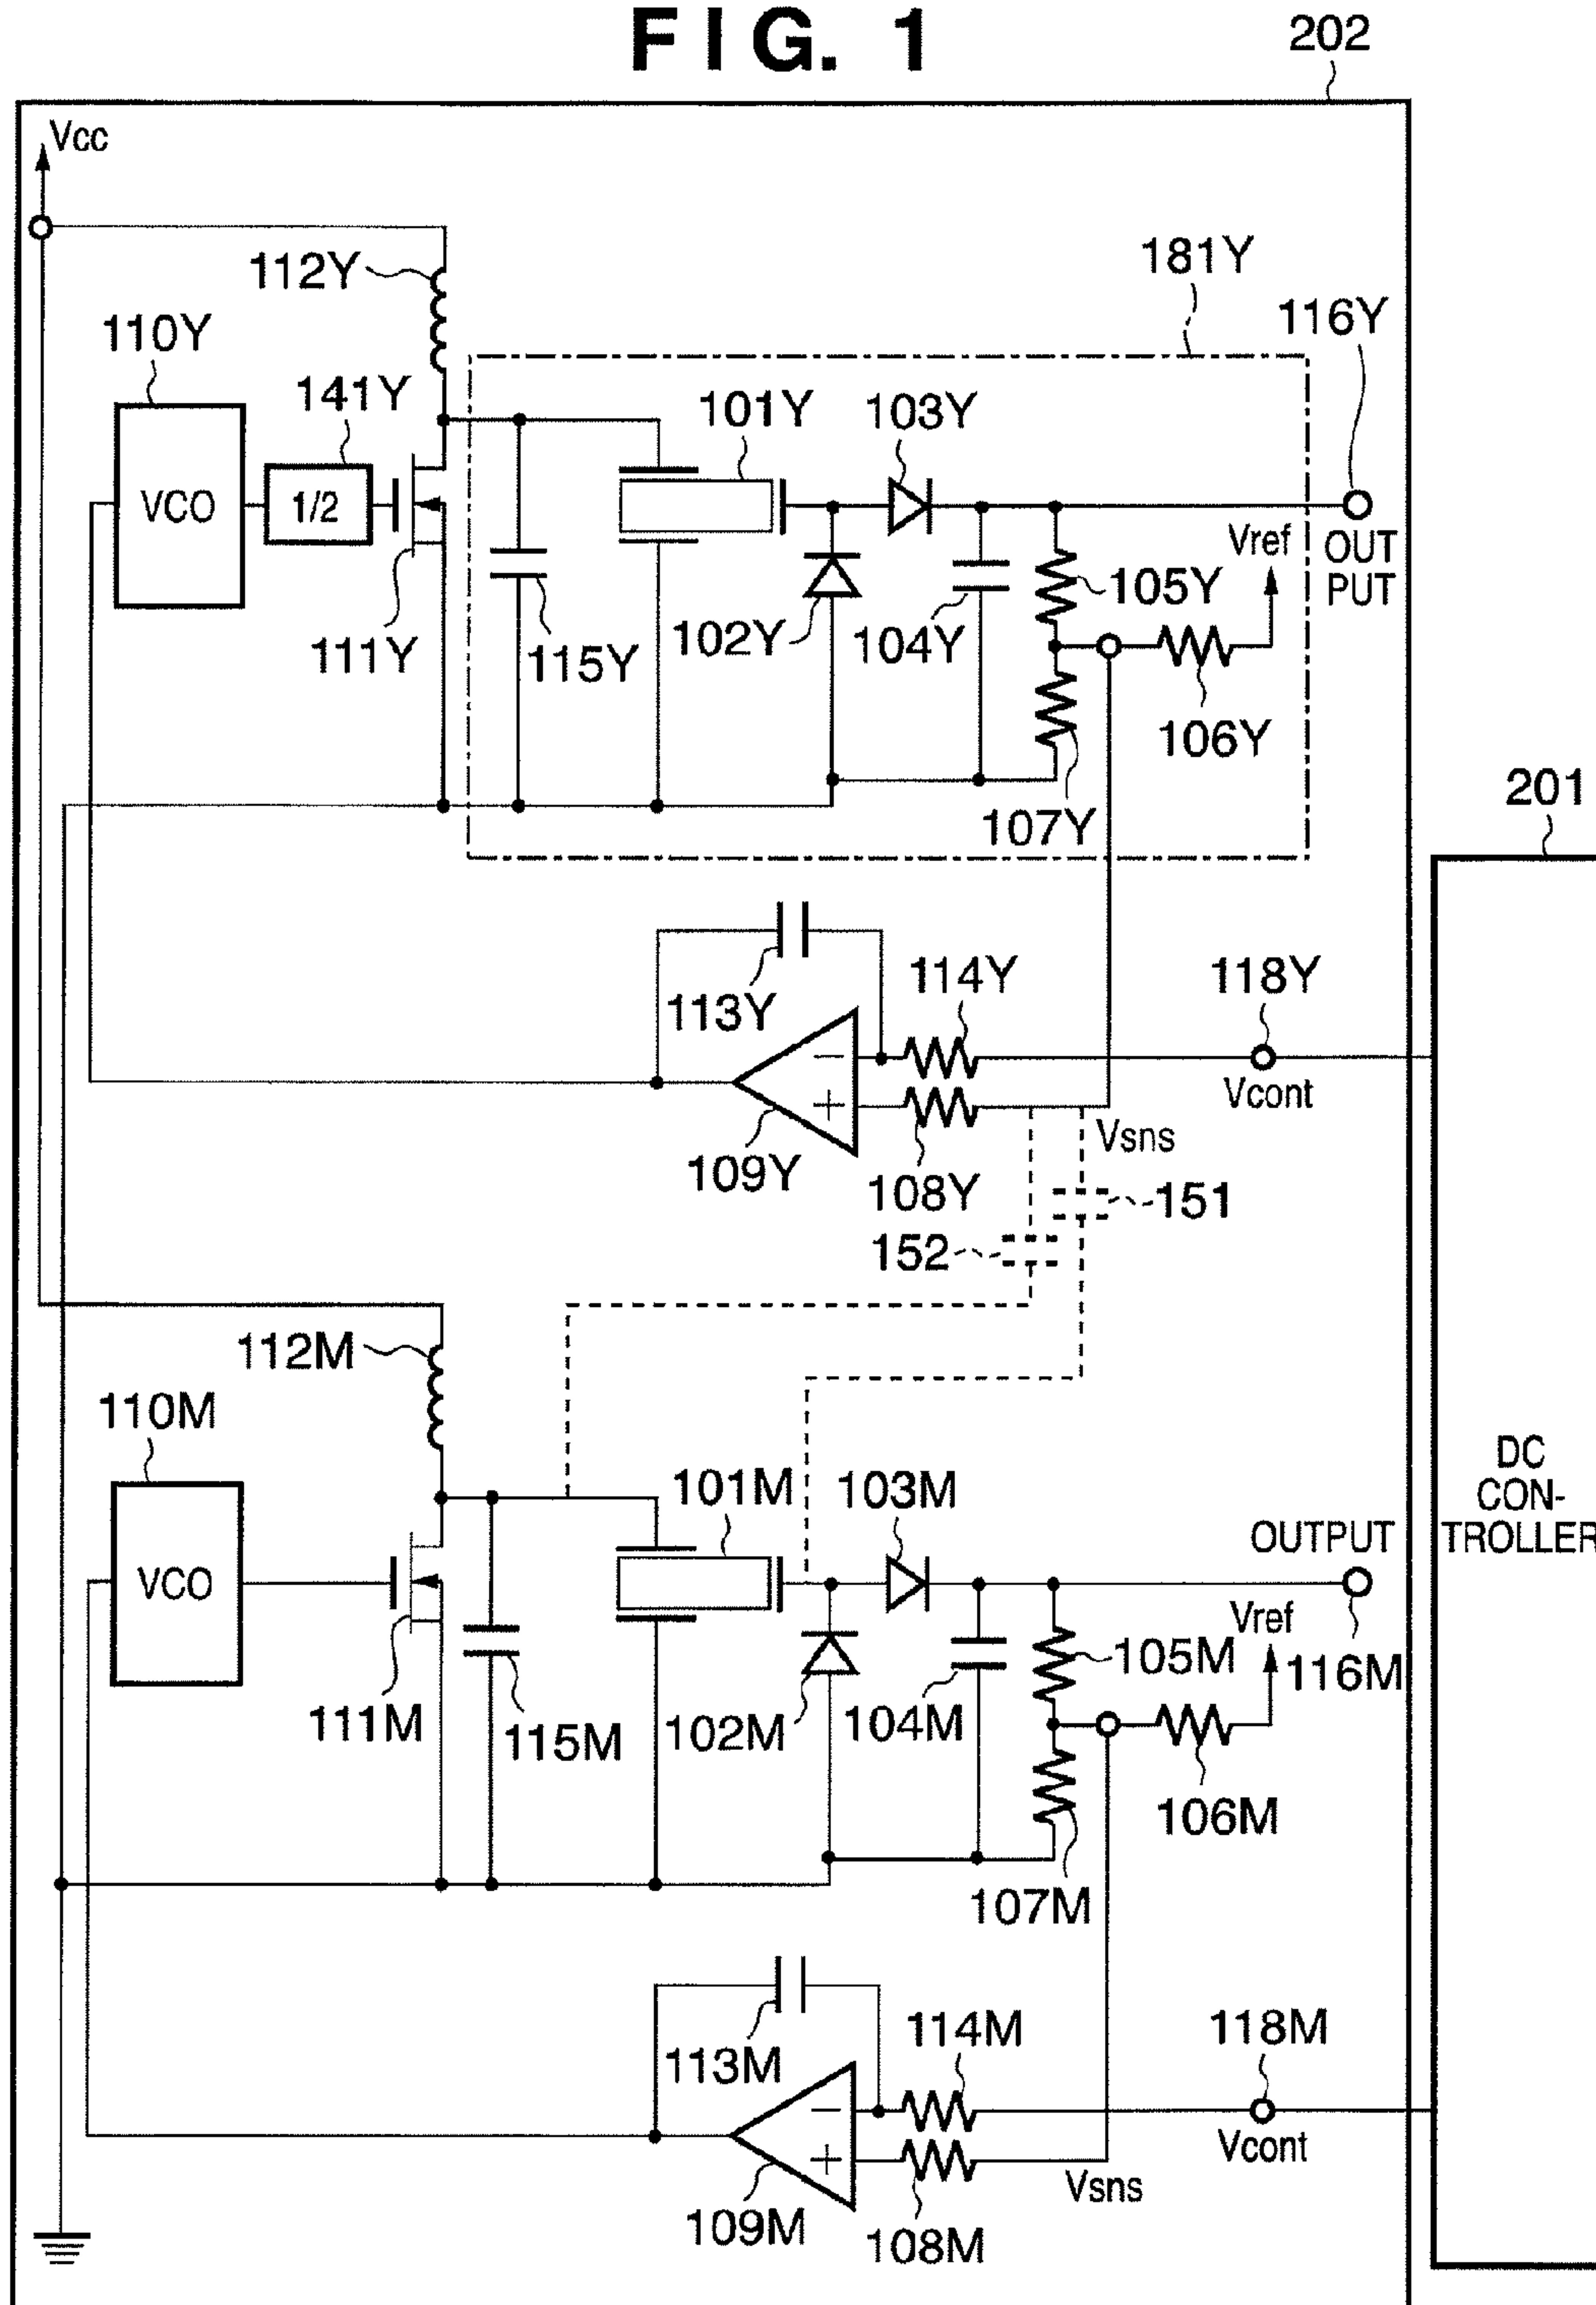 FIG. 1
202
Vcc
112Y
181Y
116Y
110Y
141Y
101Y
103Y
VCO
1/2
Vref
OUT
PUT
105Y
111Y
115Y
102Y
104Y
106Y
107Y
201
113Y
114Y
118Y
−
+
Vcont
109Y
108Y
Vsns
151
152
112M
110M
101M
103M
DC
CON-
TROLLER
OUTPUT
VCO
Vref
105M
116M
111M
115M
102M
104M
106M
107M
113M
114M
118M
−
+
Vcont
Vsns
109M
108M